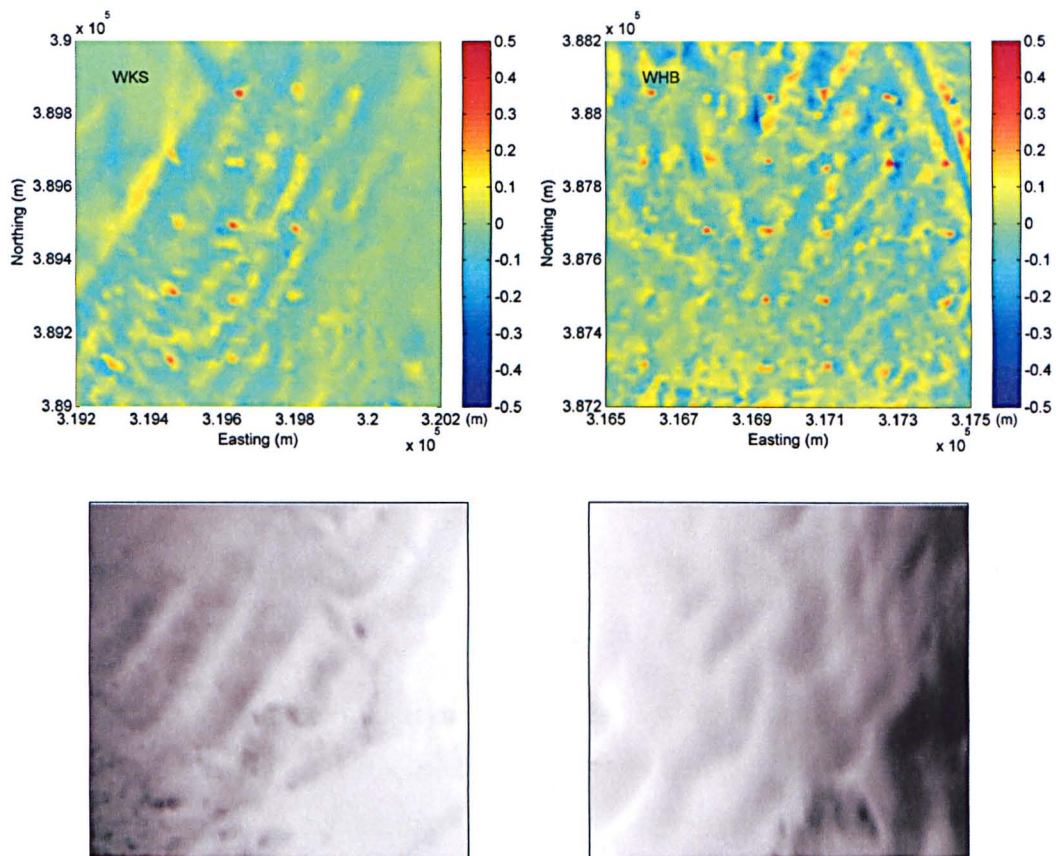 x 10^5
3.9
3.898
3.896
3.894
3.892
3.89
3.192 3.194 3.196 3.198 3.2 3.202
x 10^5
Northing (m)
Easting (m)
WKS
0.5
0.4
0.3
0.2
0.1
0
-0.1
-0.2
-0.3
-0.4
-0.5
(m)
x 10^5
3.882
3.88
3.878
3.876
3.874
3.872
3.165 3.167 3.169 3.171 3.173 3.175
x 10^5
Northing (m)
Easting (m)
WHB
0.5
0.4
0.3
0.2
0.1
0
-0.1
-0.2
-0.3
-0.4
-0.5
(m)